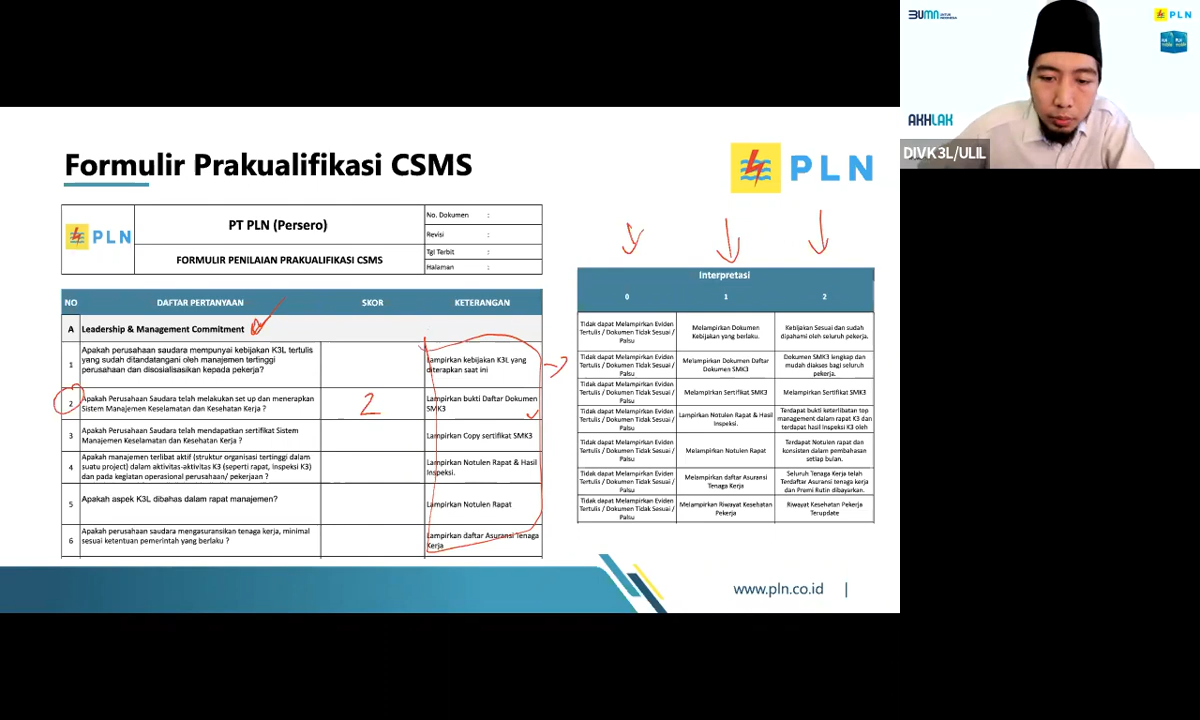 BUMN
UNTUK
INDONESIA
PLN
AKHLAK
DIVK3L/ULIL
Formulir Prakualifikasi CSMS
PLN
PLN
PT PLN (Persero)
FORMULIR PENILAIAN PRAKUALIFIKASI CSMS
No. Dokumen :
Revisi :
Tgl Terbit :
Halaman :
NO DAFTAR PERTANYAAN SKOR KETERANGAN
A Leadership & Management Commitment
1 Apakah perusahaan saudara mempunyai kebijakan K3L tertulis
yang sudah ditandatangani oleh manajemen tertinggi
perusahaan dan disosialisasikan kepada pekerja?
Lampirkan kebijakan K3L yang
diterapkan saat ini
2 Apakah Perusahaan Saudara telah melakukan set up dan menerapkan
Sistem Manajemen Keselamatan dan Kesehatan Kerja ?
2
Lampirkan bukti Daftar Dokumen
SMK3
3 Apakah Perusahaan Saudara telah mendapatkan sertifikat Sistem
Manajemen Keselamatan dan Kesehatan Kerja ?
Lampirkan Copy sertifikat SMK3
4 Apakah manajemen terlibat aktif (struktur organisasi tertinggi dalam
suatu project) dalam aktivitas-aktivitas K3 (seperti rapat, inspeksi K3)
dan pada kegiatan operasional perusahaan/ pekerjaan ?
Lampirkan Notulen Rapat & Hasil
Inspeksi.
5 Apakah aspek K3L dibahas dalam rapat manajemen?
Lampirkan Notulen Rapat
6 Apakah perusahaan saudara mengasuransikan tenaga kerja, minimal
sesuai ketentuan pemerintah yang berlaku ?
Lampirkan daftar Asuransi Tenaga
Kerja
Interpretasi
0 1 2
Tidak dapat Melampirkan Eviden
Tertulis / Dokumen Tidak Sesuai /
Palsu
Melampirkan Dokumen
Kebijakan yang berlaku.
Ketbijakan Sesuai dan sudah
dipahami oleh seluruh pekerja.
Tidak dapat Melampirkan Eviden
Tertulis / Dokumen Tidak Sesuai /
Palsu
Melampirkan Dokumen Daftar
Dokumen SMK3
Dokumen SMK3 lengkap dan
mudah diakses bagi seluruh
pekerja.
Tidak dapat Melampirkan Eviden
Tertulis / Dokumen Tidak Sesuai /
Palsu
Melampirkan Sertifikat SMK3
Melampirkan Sertifikat SMK3
Tidak dapat Melampirkan Eviden
Tertulis / Dokumen Tidak Sesuai /
Palsu
Lampirkan Notulen Rapat & Hasil
Inspeksi.
Terdapat bukti keterlibatan top
management dalam rapat K3 dan
terdapat hasil Inspeksi K3 oleh
Tidak dapat Melampirkan Eviden
Tertulis / Dokumen Tidak Sesuai /
Palsu
Melampirkan Notulen Rapat
Terdapat Notulen rapat dan
konsisten dalam pembahasan
setiap bulan.
Tidak dapat Melampirkan Eviden
Tertulis / Dokumen Tidak Sesuai /
Palsu
Melampirkan daftar Asuransi
Tenaga Kerja
Seluruh Tenaga Kerja telah
Terdaftar Asuransi tenaga kerja
dan Premi Rutin dibayarkan.
Tidak dapat Melampirkan Eviden
Tertulis / Dokumen Tidak Sesuai /
Palsu
Melampirkan Riwayat Kesehatan
Pekerja
Riwayat Kesehatan Pekerja
Terupdate
www.pln.co.id |